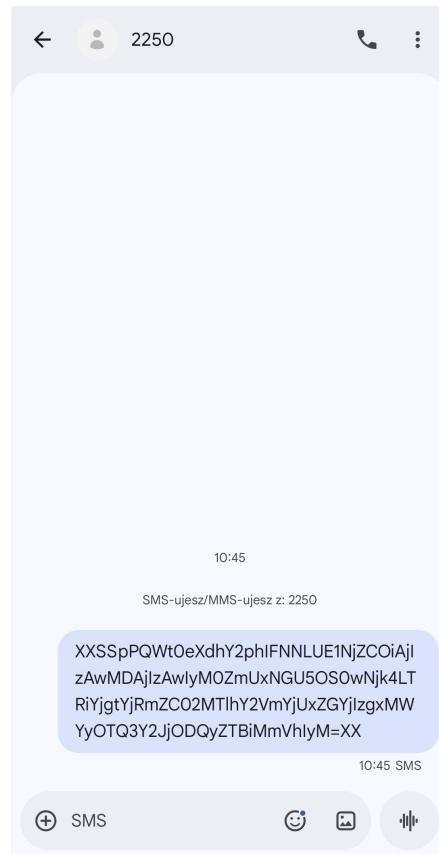 2250
10:45
SMS-ujesz/MMS-ujesz z: 2250
XXSSpPQWt0eXdhY2phIFNNLUE1NjZCOiAjI
zAwMDAjIzAwIyM0ZmUxNGU5OS0wNjk4LT
RiYjgtYjRmZC02MTlhY2VmYjUxZGYjIzgxMW
YyOTQ3Y2JjODQyZTBiMmVhIyM=XX
10:45 SMS
SMS